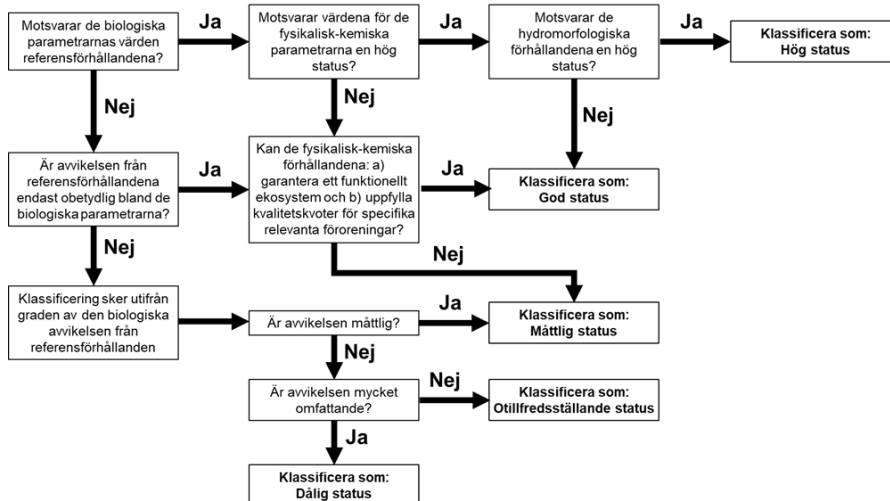 Motsvarar de biologiska
parametrarnas värden
referensförhållandena?
Ja
Motsvarar värdena för de
fysikalisk-kemiska
parametrarna en hög
status?
Ja
Motsvarar de
hydromorfologiska
förhållandena en hög
status?
Ja
Klassificera som:
Hög status
Nej
Nej
Nej
Är avvikelsen från
referensförhållandena
endast obetydlig bland de
biologiska parametrarna?
Ja
Kan de fysikalisk-kemiska
förhållandena: a)
garantera ett funktionellt
ekosystem och b) uppfylla
kvalitetskvoter för specifika
relevanta föroreningar?
Ja
Klassificera som:
God status
Nej
Nej
Klassificering sker utifrån
graden av den biologiska
avvikelsen från
referensförhållanden
Är avvikelsen måttlig?
Ja
Klassificera som:
Måttlig status
Nej
Är avvikelsen mycket
omfattande?
Nej
Klassificera som:
Otillfredsställande status
Ja
Klassificera som:
Dålig status